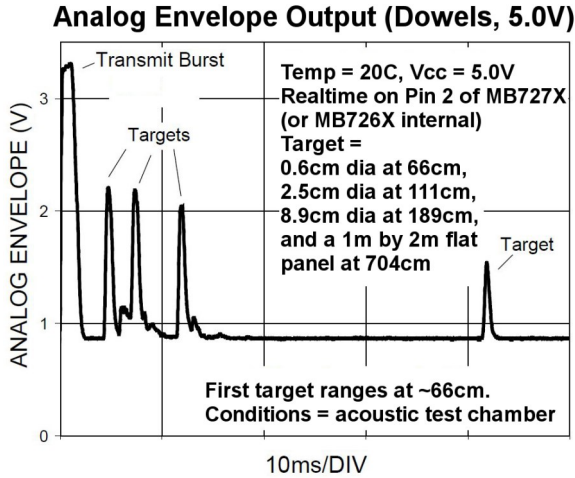 Analog Envelope Output (Dowels, 5.0V)
Transmit Burst
Temp = 20C, Vcc = 5.0V
Realtime on Pin 2 of MB727X
(or MB726X internal)
Target =
0.6cm dia at 66cm,
2.5cm dia at 111cm,
8.9cm dia at 189cm,
and a 1m by 2m flat
panel at 704cm
Targets
Target
ANALOG ENVELOPE (V)
3
2
1
0
First target ranges at ~66cm.
Conditions = acoustic test chamber
10ms/DIV